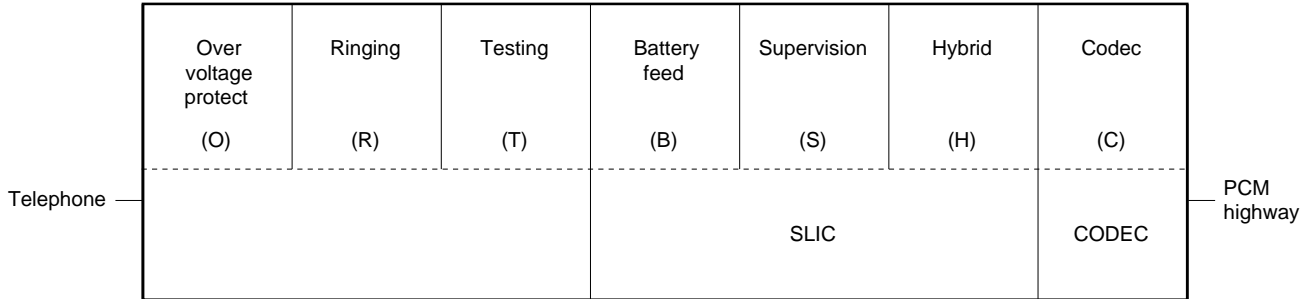 Over
voltage
protect
(O)
Ringing
(R)
Testing
(T)
Battery
feed
(B)
Supervision
(S)
Hybrid
(H)
Codec
(C)
Telephone
PCM
highway
SLIC
CODEC